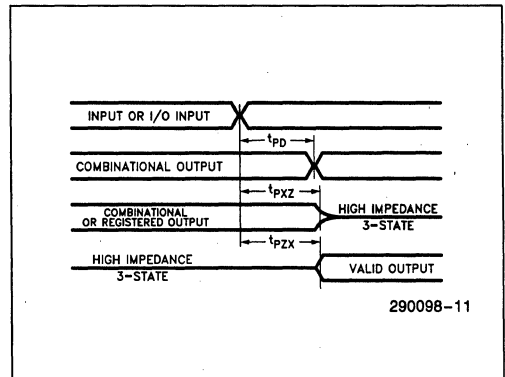 INPUT OR I/O INPUT
tPD
COMBINATIONAL OUTPUT
tPXZ
COMBINATIONAL
OR REGISTERED OUTPUT
HIGH IMPEDANCE
3-STATE
tPZX
HIGH IMPEDANCE
3-STATE
VALID OUTPUT
290098-11